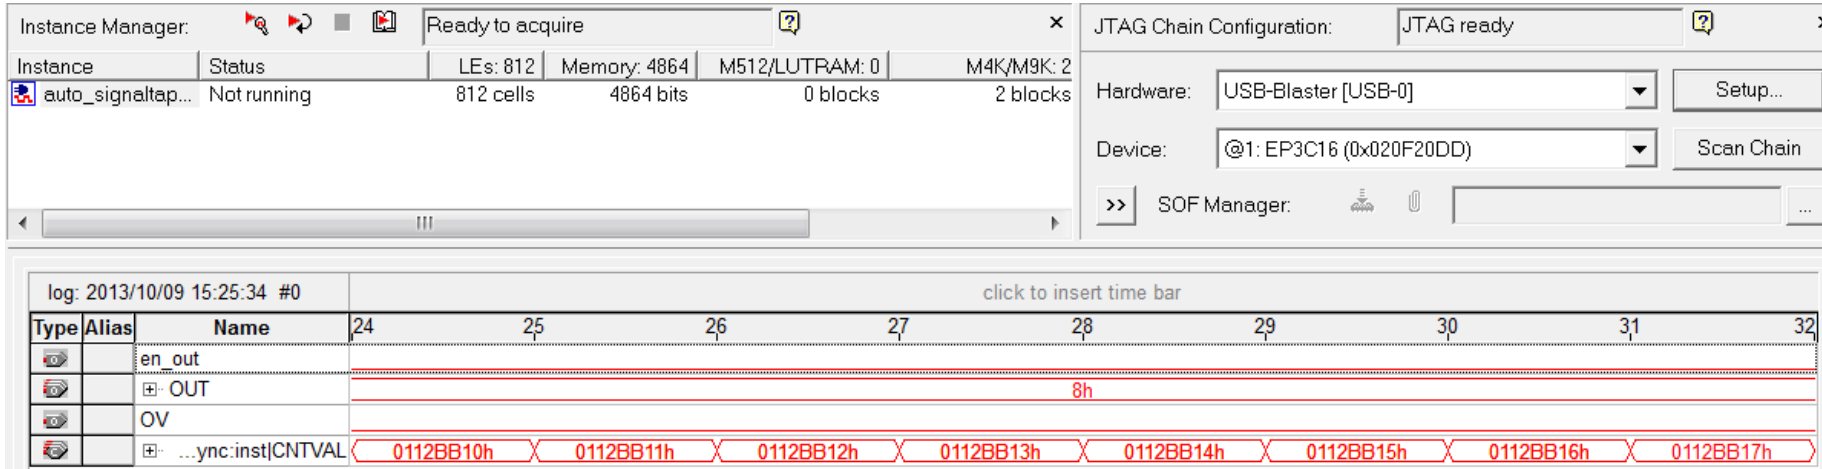 Instance Manager: Ready to acquire
Instance Status LEs: 812 Memory: 4864 M512/LUTRAM: 0 M4K/M9K: 2
auto_signaltap... Not running 812 cells 4864 bits 0 blocks 2 blocks
JTAG Chain Configuration: JTAG ready
Hardware: USB-Blaster [USB-0] Setup...
Device: @1: EP3C16 (0x020F20DD) Scan Chain
>> SOF Manager: ...
log: 2013/10/09 15:25:34 #0 click to insert time bar
Type Alias Name 24 25 26 27 28 29 30 31 32
en_out
OUT 8h
OV
...ync:inst|CNTVAL 0112BB10h 0112BB11h 0112BB12h 0112BB13h 0112BB14h 0112BB15h 0112BB16h 0112BB17h